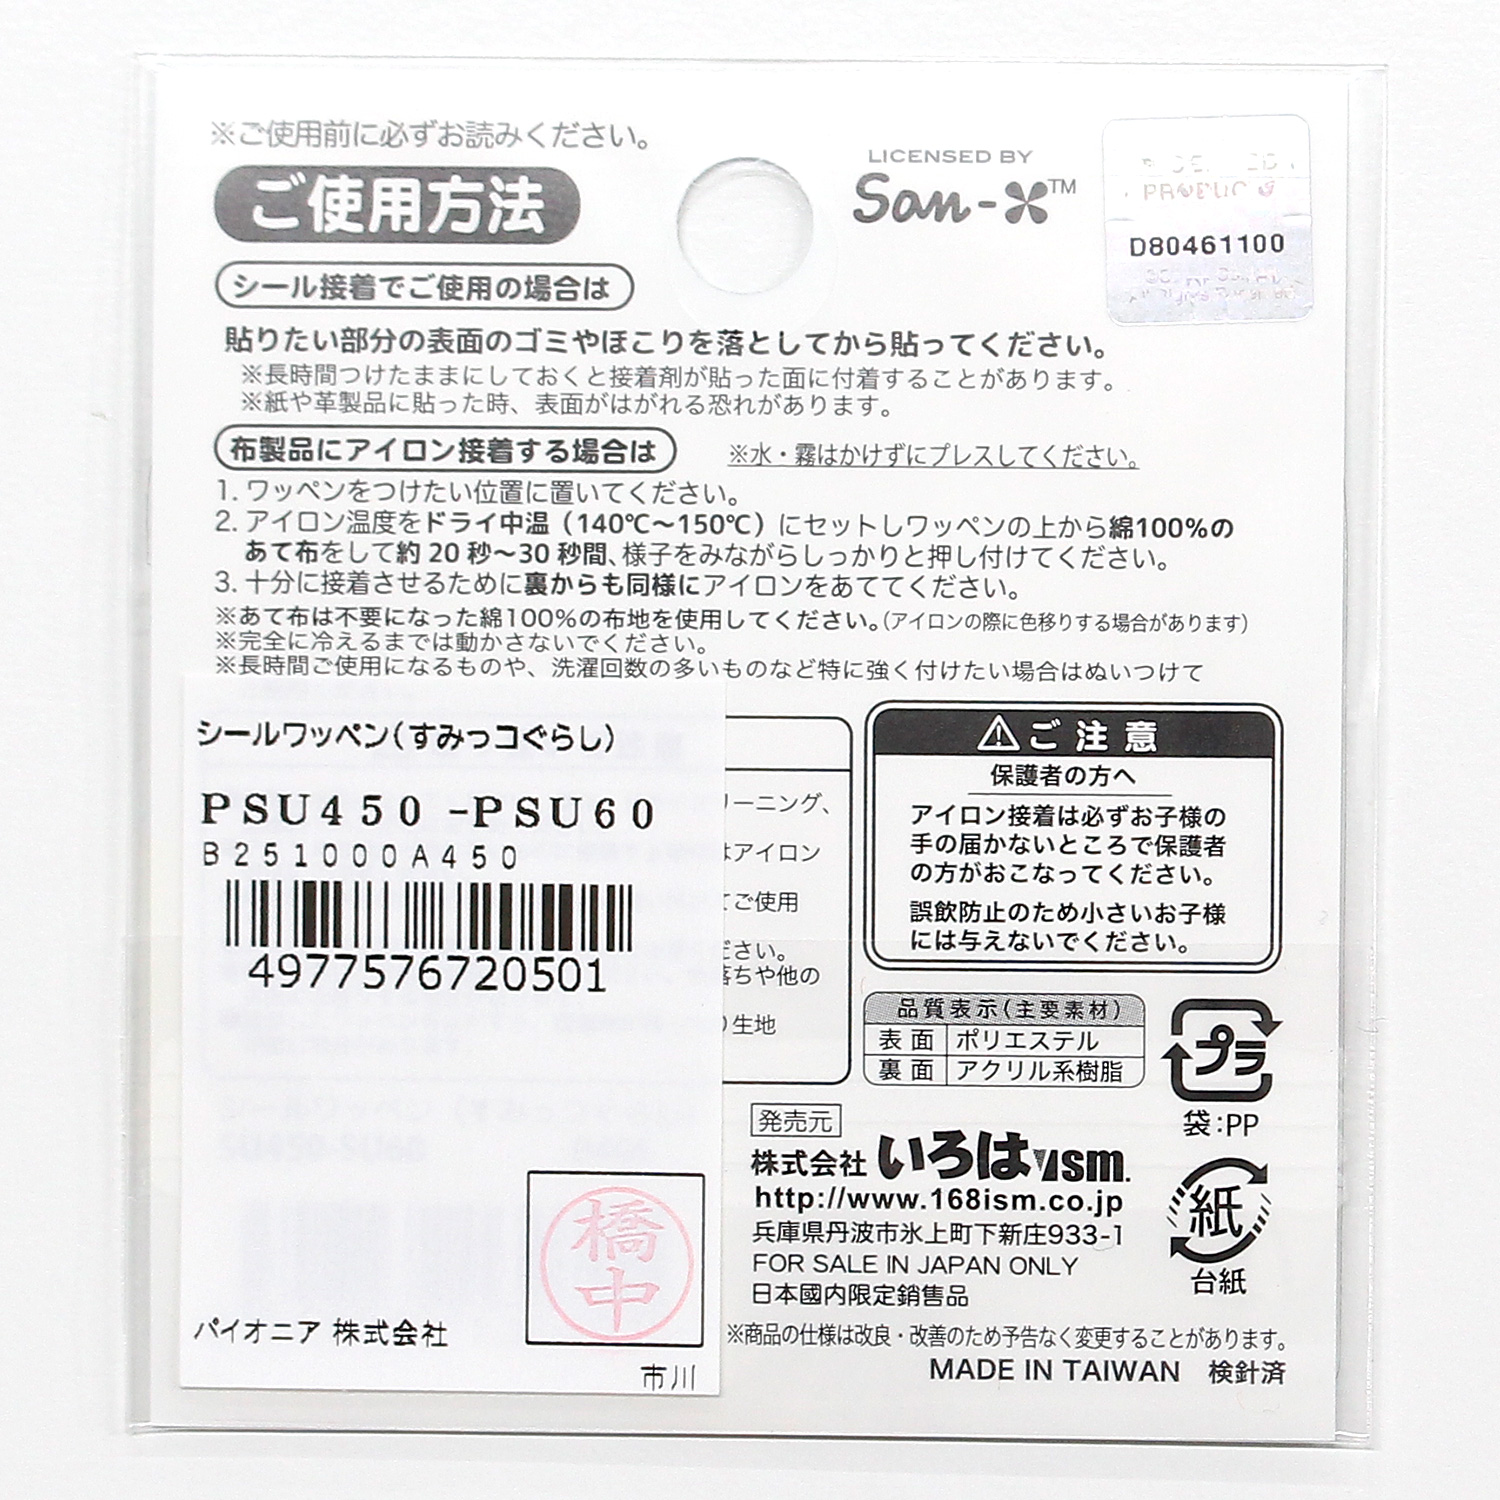 ※ご使用前に必ずお読みください。
ご使用方法
LICENSED BY
San-X™
D80461100
シール接着でご使用の場合は
貼りたい部分の表面のゴミやほこりを落としてから貼ってください。
※長時間つけたままにしておくと接着剤が貼った面に付着することがあります。
※紙や革製品に貼った時、表面がはがれる恐れがあります。
布製品にアイロン接着する場合は
※水・霧はかけずにプレスしてください。
1. ワッペンをつけたい位置に置いてください。
2. アイロン温度をドライ中温（140℃～150℃）にセットしワッペンの上から綿100％の
あて布をして約 20 秒～30 秒間、様子をみながらしっかりと押し付けてください。
3. 十分に接着させるために裏からも同様にアイロンをあててください。
※あて布は不要になった綿100％の布地を使用してください。（アイロンの際に色移りする場合があります）
※完全に冷えるまでは動かさないでください。
※長時間ご使用になるものや、洗濯回数の多いものなど特に強く付けたい場合はぬいつけて
シールワッペン（すみっコぐらし）
PSU450 -PSU60
B251000A450
4977576720501
橋中
パイオニア 株式会社
市川
ーニング、
はアイロン
てご使用
ださい。
落ちや他の
り生地
⚠ご注意
保護者の方へ
アイロン接着は必ずお子様の
手の届かないところで保護者
の方がおこなってください。
誤飲防止のため小さいお子様
には与えないでください。
品質表示（主要素材）
表面 ポリエステル
裏面 アクリル系樹脂
プラ
袋：PP
紙
台紙
発売元
株式会社 いろはism.
http://www.168ism.co.jp
兵庫県丹波市氷上町下新庄933-1
FOR SALE IN JAPAN ONLY
日本國内限定銷售品
※商品の仕様は改良・改善のため予告なく変更することがあります。
MADE IN TAIWAN 検針済